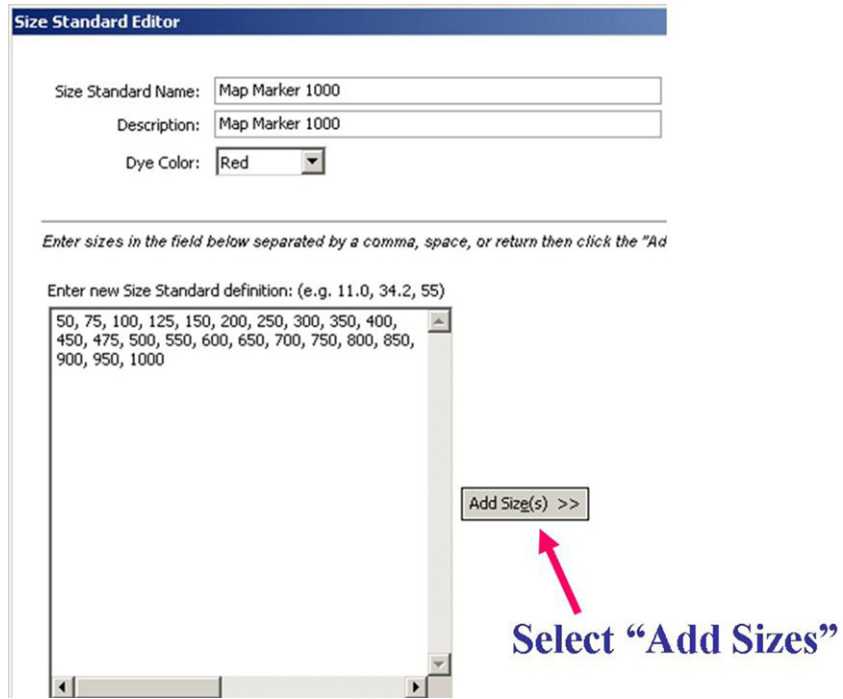 Size Standard Editor
Size Standard Name: Map Marker 1000
Description: Map Marker 1000
Dye Color: Red
Enter sizes in the field below separated by a comma, space, or return then click the "Ad
Enter new Size Standard definition: (e.g. 11.0, 34.2, 55)
50, 75, 100, 125, 150, 200, 250, 300, 350, 400,
450, 475, 500, 550, 600, 650, 700, 750, 800, 850,
900, 950, 1000
Add Size(s) >>
Select “Add Sizes”